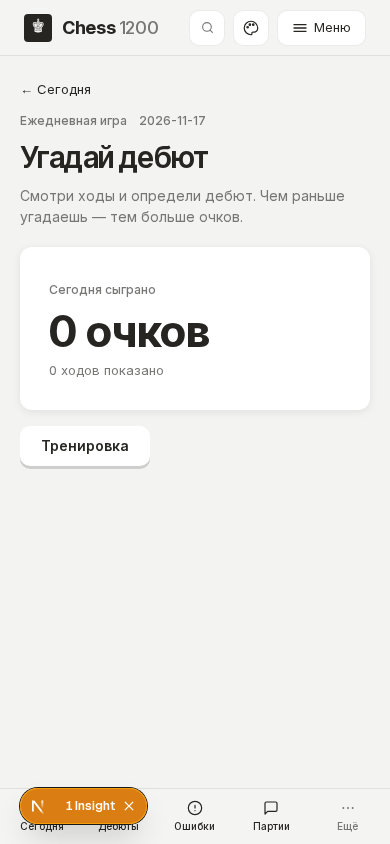 Chess 1200
Меню
← Сегодня
Ежедневная игра 2026-11-17
Угадай дебют
Смотри ходы и определи дебют. Чем раньше
угадаешь — тем больше очков.
Сегодня сыграно
0 очков
0 ходов показано
Тренировка
1 Insight
Сегодня
Дебюты
Ошибки
Партии
Ещё